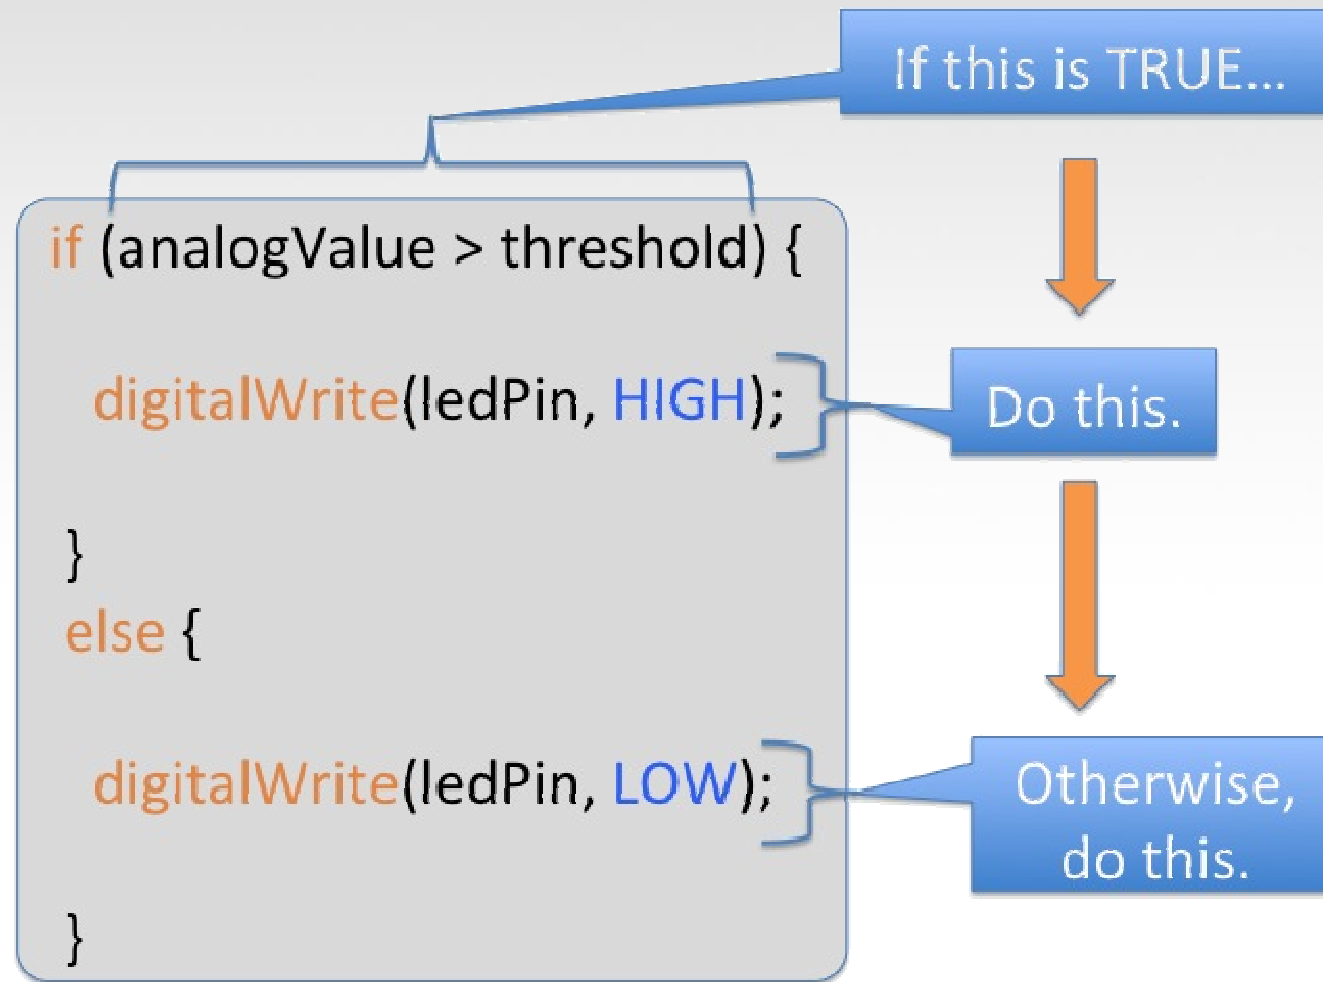 If this is TRUE...
if (analogValue > threshold) {
digitalWrite(ledPin, HIGH);
Do this.
}
else {
digitalWrite(ledPin, LOW);
Otherwise,
do this.
}